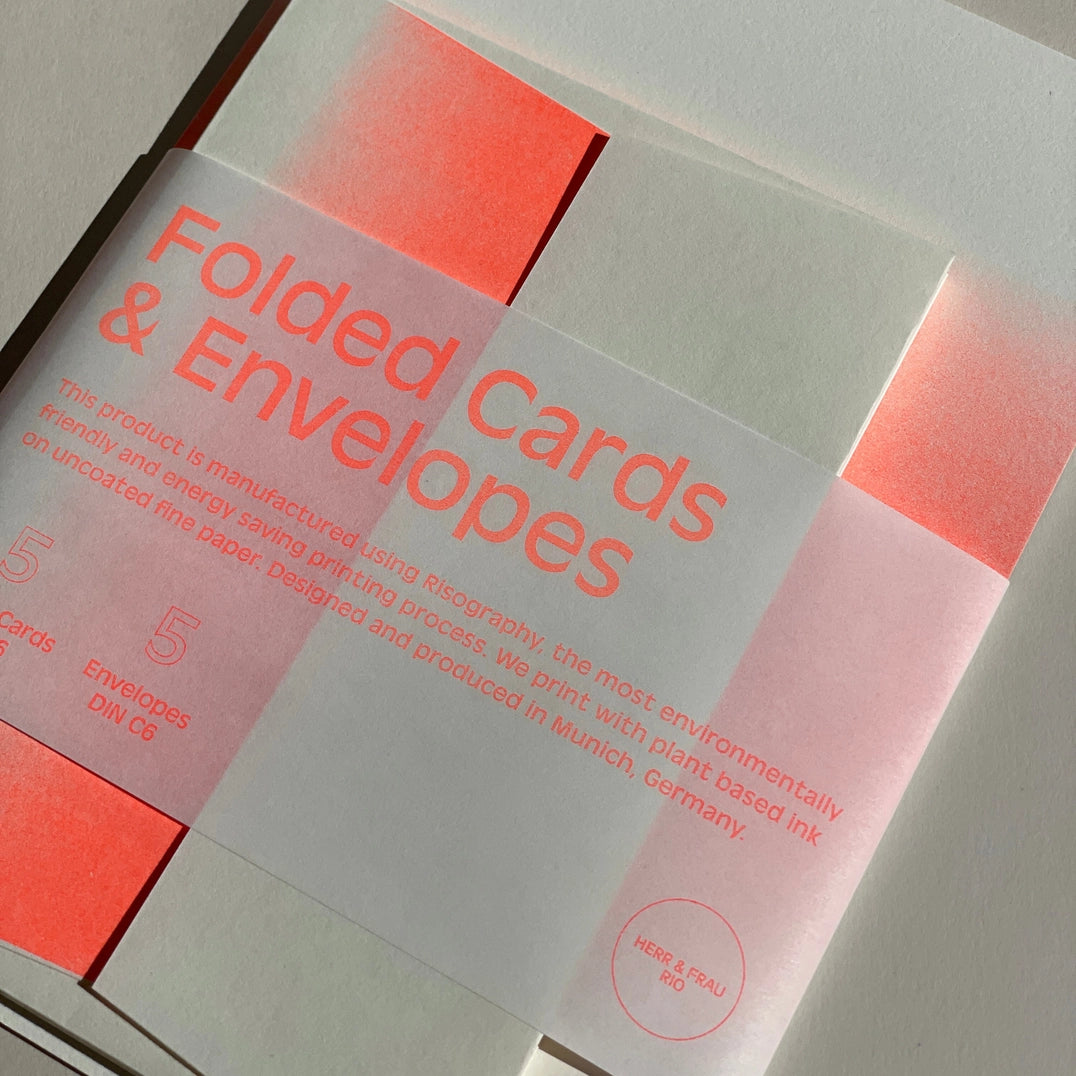 Folded Cards
& Envelopes
This product is manufactured using Risography, the most environmentally
friendly and energy saving printing process. We print with plant based ink
on uncoated fine paper. Designed and produced in Munich, Germany.
5
Cards
6
5
Envelopes
DIN C6
HERR & FRAU
RIO